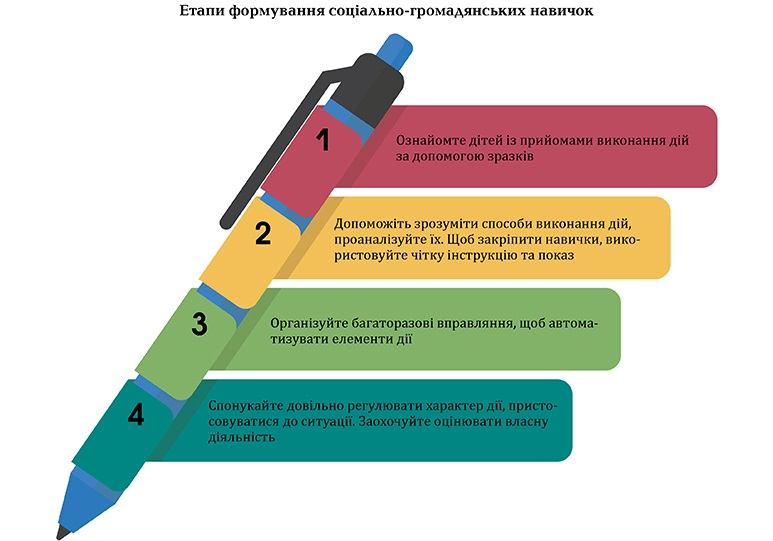 Етапи формування соціально-громадянських навичок
1
Ознайомте дітей із прийомами виконання дій
за допомогою зразків
2
Допоможіть зрозуміти способи виконання дій,
проаналізуйте їх. Щоб закріпити навички, вико-
ристовуйте чітку інструкцію та показ
3
Організуйте багаторазові вправляння, щоб автома-
тизувати елементи дії
4
Спонукайте довільно регулювати характер дії, присто-
совуватися до ситуації. Заохочуйте оцінювати власну
діяльність